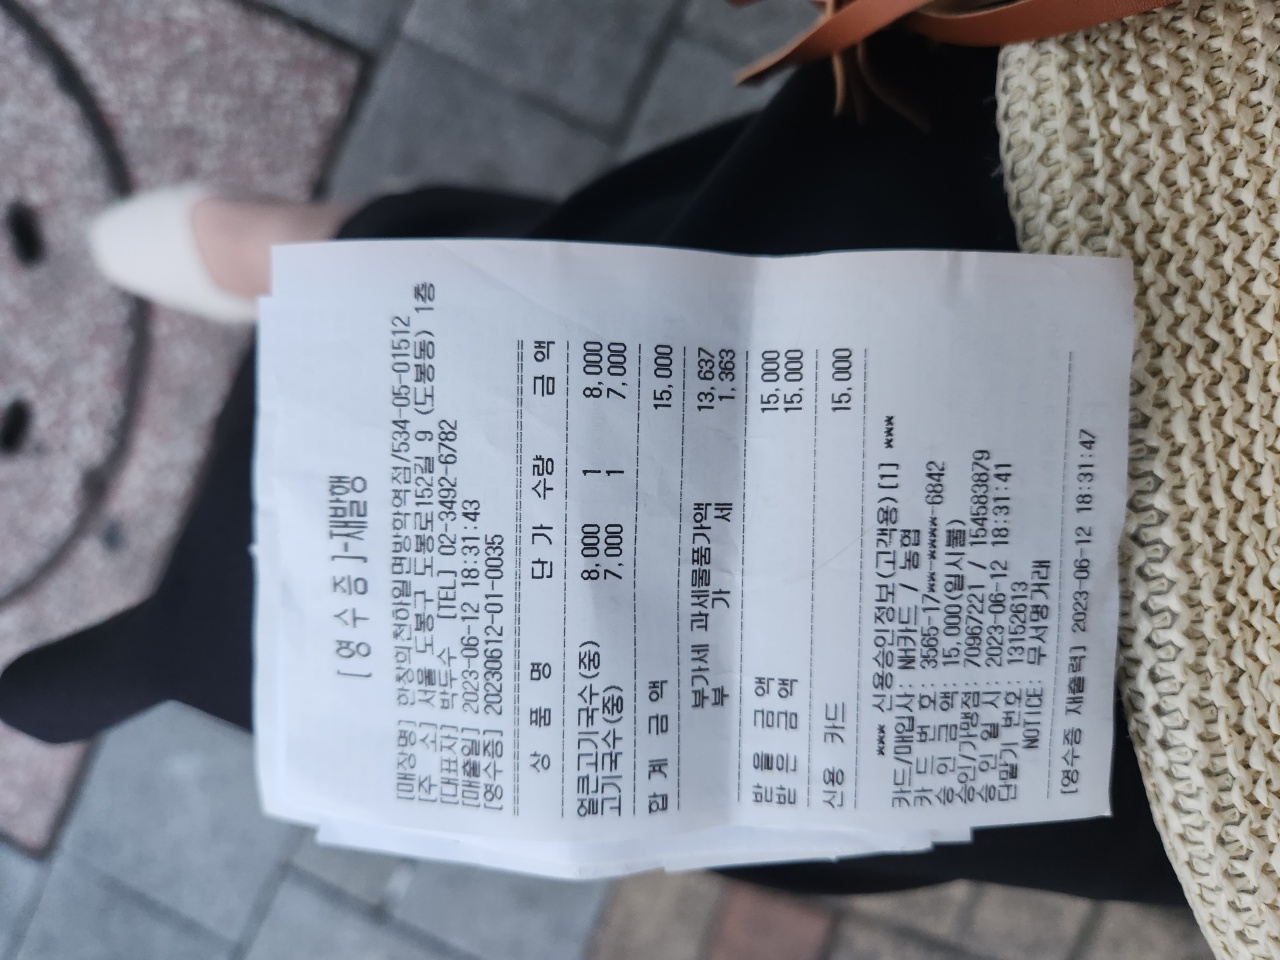 [영 수 증 ]-재발행
[매장명] 한창희천하일면방학역점/534-05-01512
[주 소] 서울 도봉구 도봉로152길 9 (도봉동) 1층
[대표자] 박두수 [TEL] 02-3492-6782
[매출일] 2023-06-12 18:31:43
[영수증] 20230612-01-0035
상 품 명 단 가 수량 금 액
얼큰고기국수(중) 8,000 1 8,000
고기국수(중) 7,000 1 7,000
합 계 금 액 15,000
부가세 과세물품가액 13,637
부 가 세 1,363
받 을 금 액 15,000
받 은 금 액 15,000
신용 카드 15,000
*** 신용승인정보(고객용) [1] ***
카드/매입사: NH카드 / 농협
카 드 번 호: 3565-17**-****-6842
승 인 금 액: 15,000(일시불)
승인/가맹점: 70967221 / 154583879
승 인 일 시: 2023-06-12 18:31:41
단말기 번호: 13152613
NOTICE: 무서명거래
[영수증 재출력] 2023-06-12 18:31:47